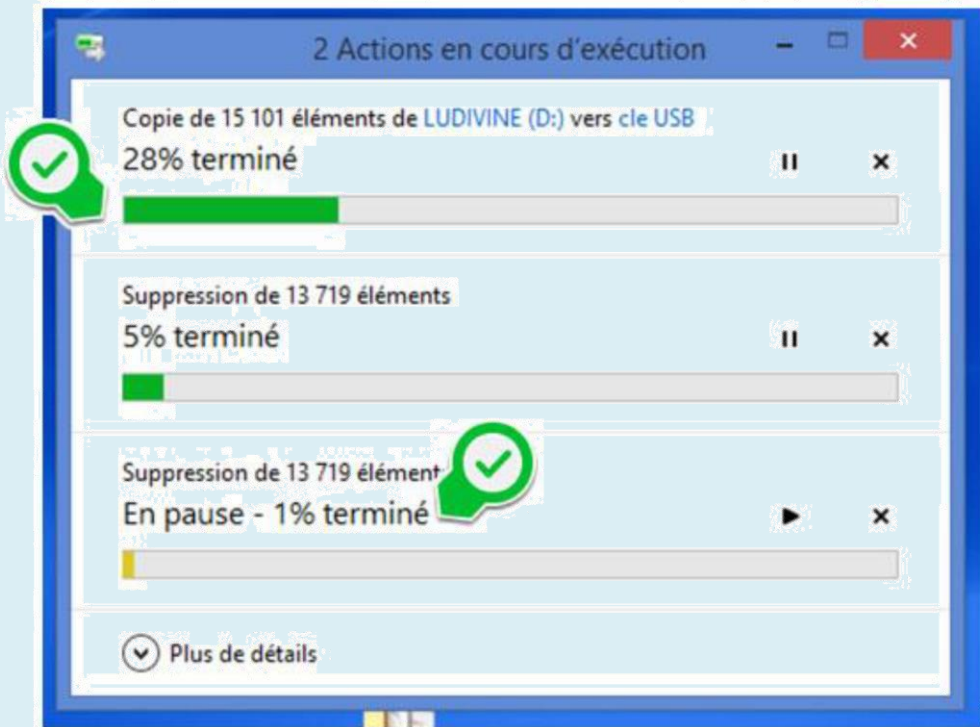 2 Actions en cours d'exécution
Copie de 15 101 éléments de LUDIVINE (D:) vers cle USB
28% terminé
Suppression de 13 719 éléments
5% terminé
Suppression de 13 719 élément
En pause - 1% terminé
Plus de détails